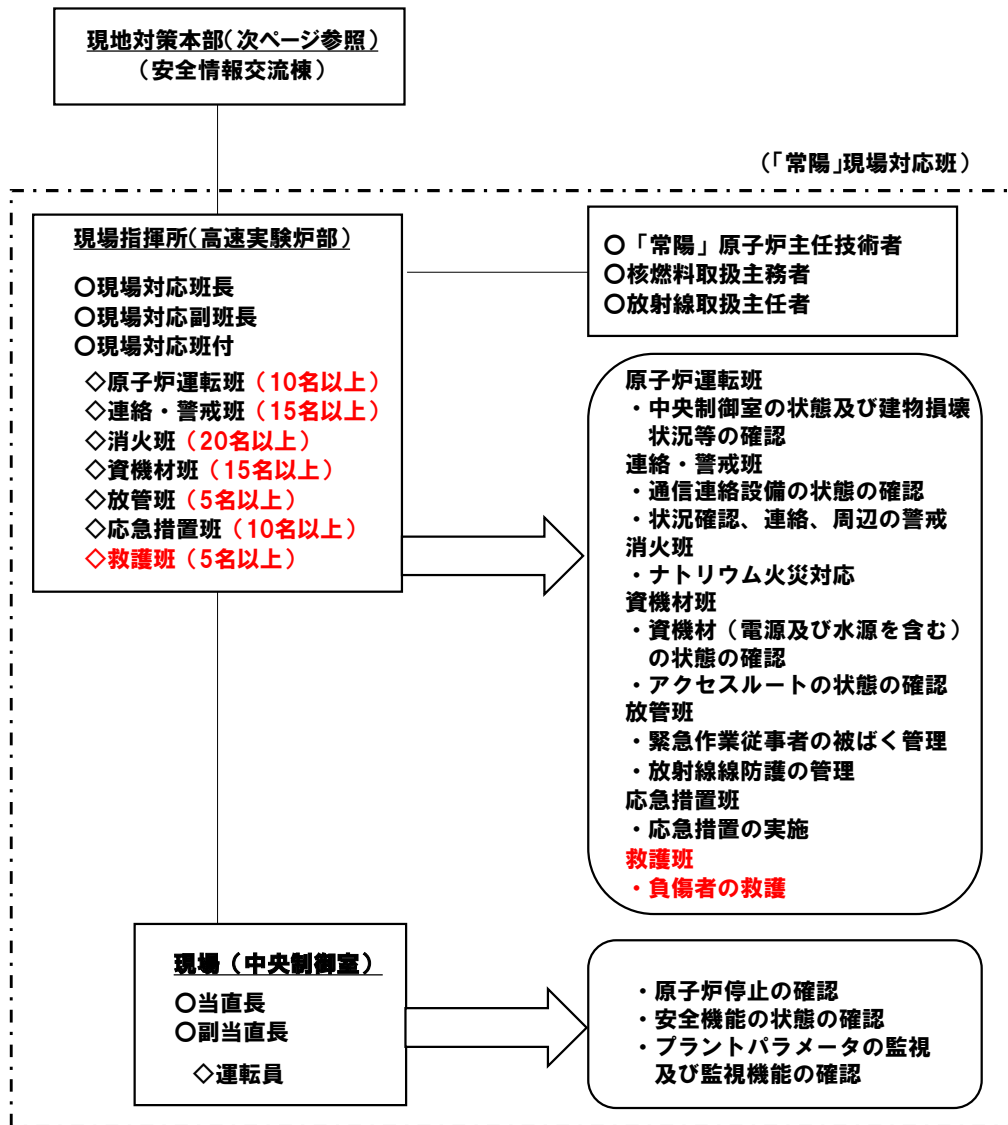 現地対策本部（次ページ参照）
（安全情報交流棟）
（「常陽」現場対応班）
現場指揮所（高速実験炉部）
〇現場対応班長
〇現場対応副班長
〇現場対応班付
◇原子炉運転班（10名以上）
◇連絡・警戒班（15名以上）
◇消火班（20名以上）
◇資機材班（15名以上）
◇放管班（5名以上）
◇応急措置班（10名以上）
◇救護班（5名以上）
〇「常陽」原子炉主任技術者
〇核燃料取扱主務者
〇放射線取扱主任者
原子炉運転班
・中央制御室の状態及び建物損壊
状況等の確認
連絡・警戒班
・通信連絡設備の状態の確認
・状況確認、連絡、周辺の警戒
消火班
・ナトリウム火災対応
資機材班
・資機材（電源及び水源を含む）
の状態の確認
・アクセスルートの状態の確認
放管班
・緊急作業従事者の被ばく管理
・放射線線防護の管理
応急措置班
・応急措置の実施
救護班
・負傷者の救護
現場（中央制御室）
〇当直長
〇副当直長
◇運転員
・原子炉停止の確認
・安全機能の状態の確認
・プラントパラメータの監視
及び監視機能の確認